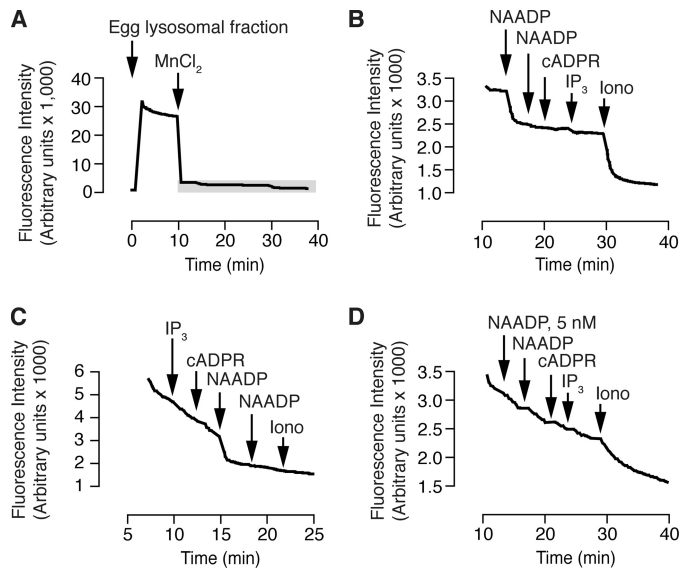 A
Egg lysosomal fraction
MnCl2
Fluorescence Intensity
(Arbitrary units x 1,000)
40
30
20
10
0
0 10 20 30 40
Time (min)
B
NAADP
NAADP
cADPR
IP3
Iono
Fluorescence Intensity
(Arbitrary units x 1000)
3.5
3.0
2.5
2.0
1.5
1.0
10 20 30 40
Time (min)
C
IP3
cADPR
NAADP
NAADP
Iono
Fluorescence Intensity
(Arbitrary units x 1000)
6
5
4
3
2
1
5 10 15 10 25
Time (min)
D
NAADP, 5 nM
NAADP
cADPR
IP3
Iono
Fluorescence Intensity
(Arbitrary units x 1000)
3.5
3.0
2.5
2.0
1.5
10 20 30 40
Time (min)